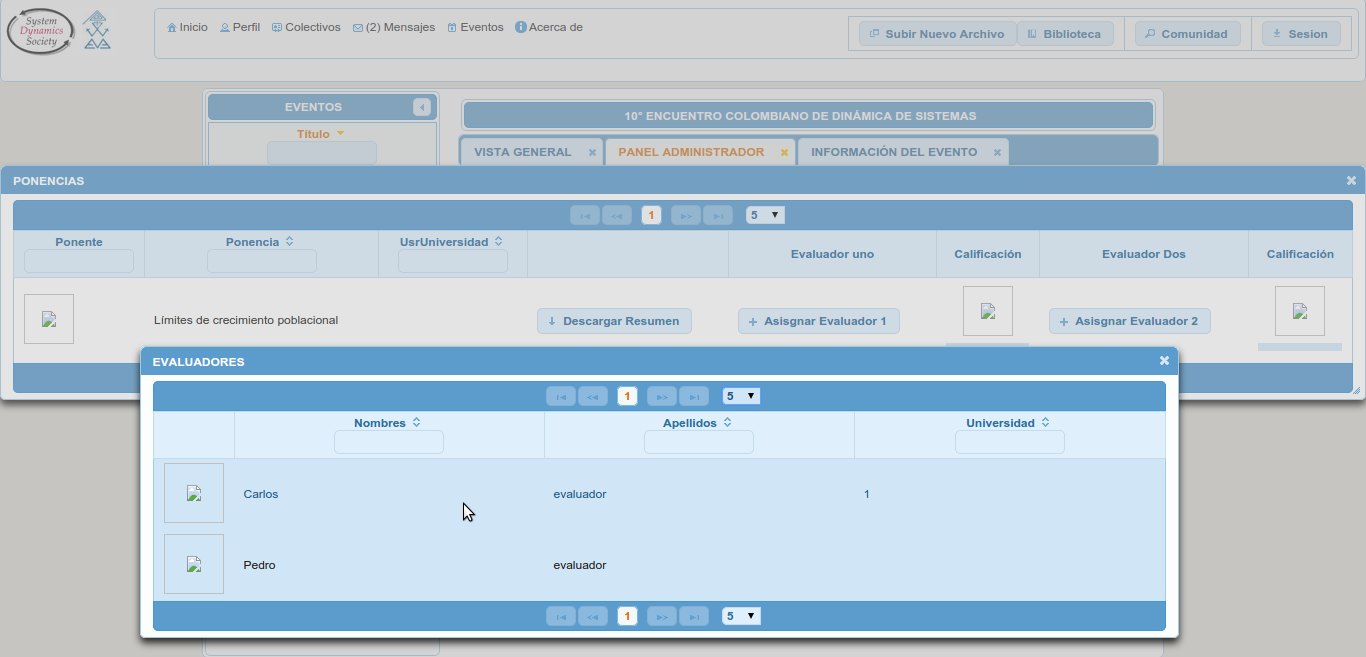 System
Dynamics
Society
Inicio Perfil Colectivos (2) Mensajes Eventos Acerca de
Subir Nuevo Archivo Biblioteca Comunidad Sesion
EVENTOS
Título
10° ENCUENTRO COLOMBIANO DE DINÁMICA DE SISTEMAS
VISTA GENERAL PANEL ADMINISTRADOR INFORMACIÓN DEL EVENTO
PONENCIAS
1 5
Ponente Ponencia UsrUniversidad Evaluador uno Calificación Evaluador Dos Calificación
Límites de crecimiento poblacional Descargar Resumen Asisgnar Evaluador 1 Asisgnar Evaluador 2
EVALUADORES
1 5
Nombres Apellidos Universidad
Carlos evaluador 1
Pedro evaluador
1 5